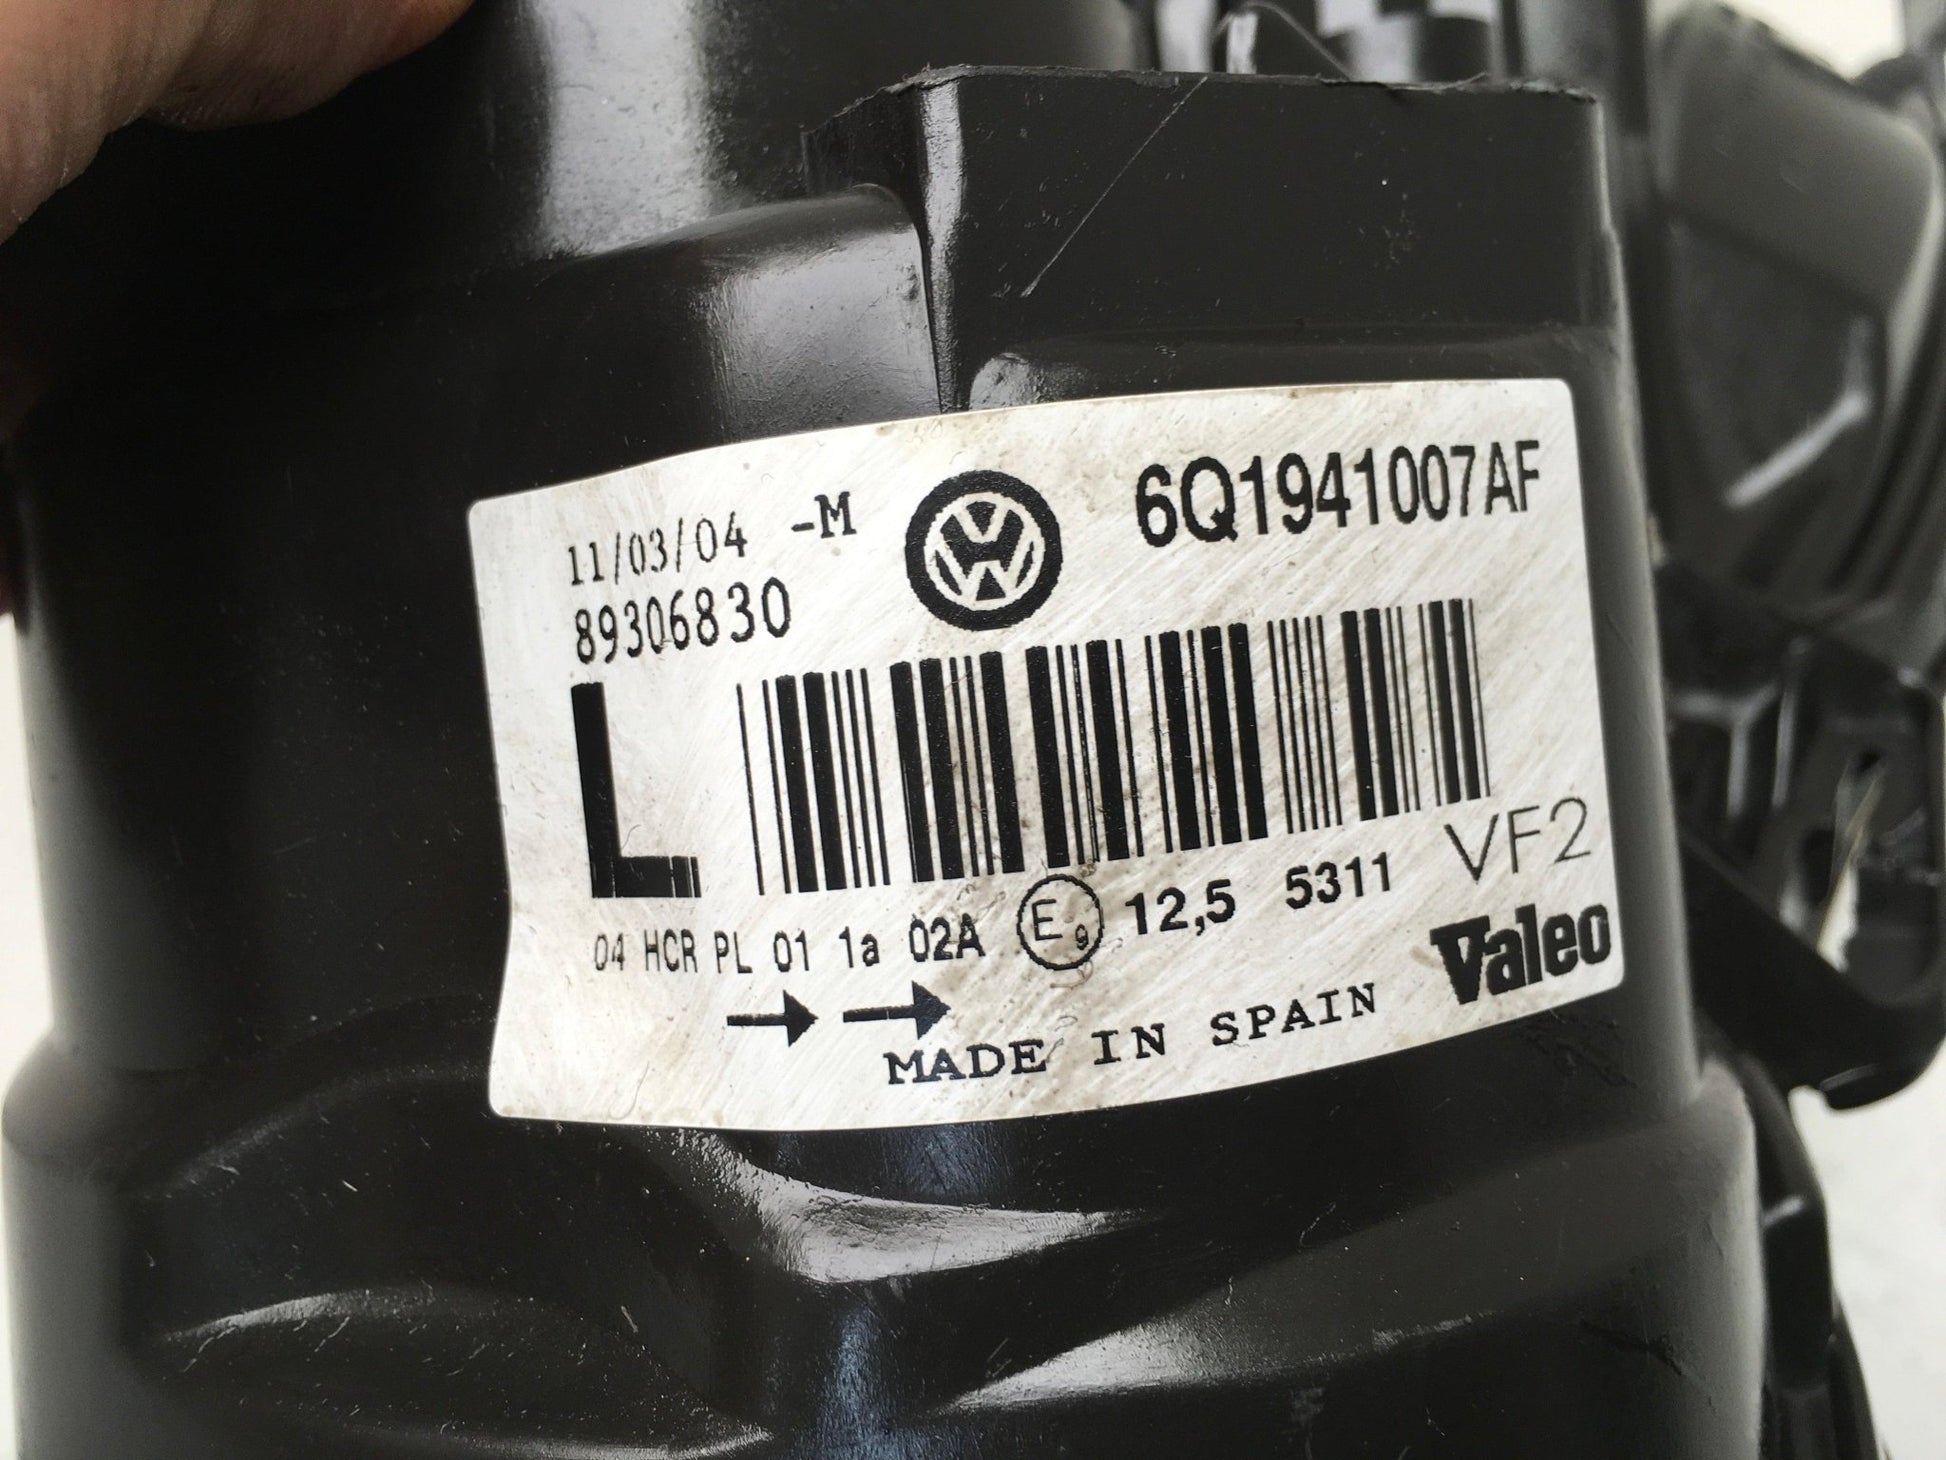 11/03/04 -M
6Q1941007AF
89306830
L
VF2
04 HCR PL 01 1a 02A E9 12,5 5311
Valeo
MADE IN SPAIN